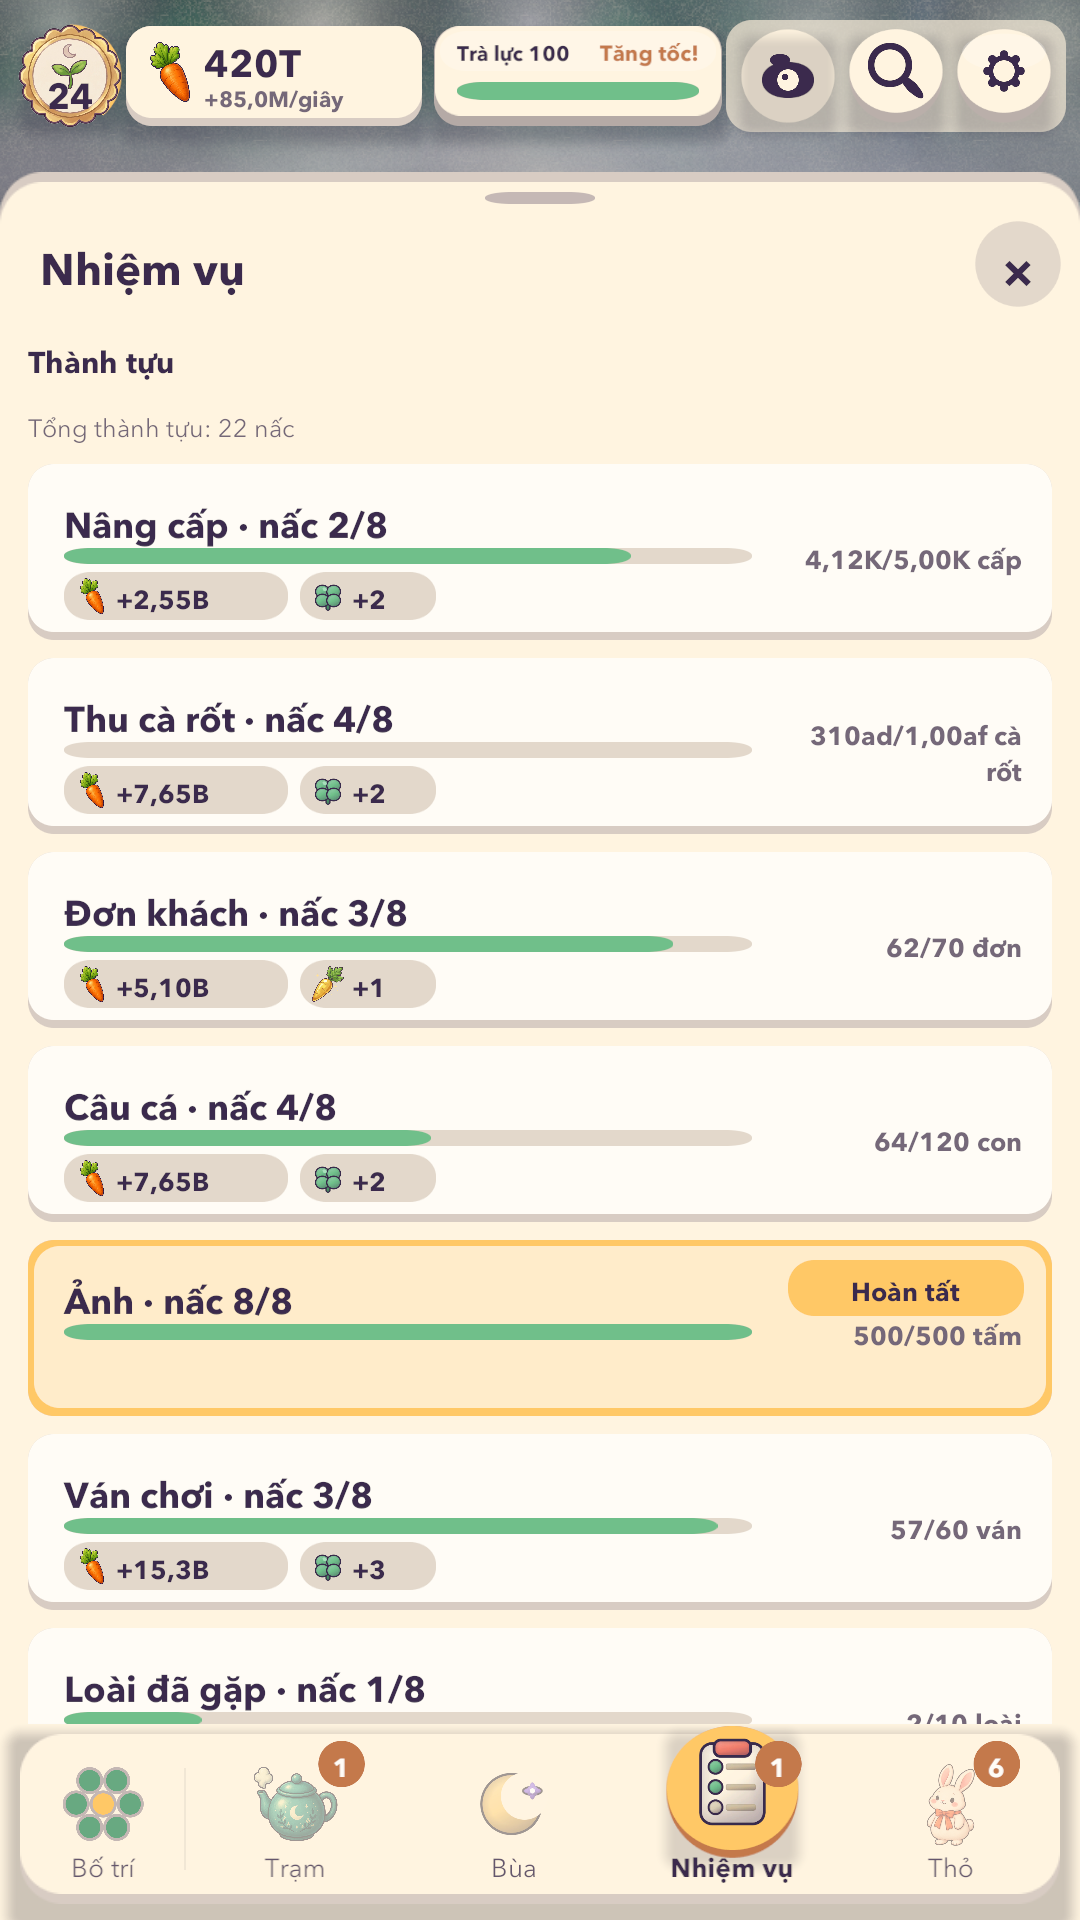 24
420T
+85,0M/giây
Trà lực 100 Tăng tốc!
Nhiệm vụ
Thành tựu
Tổng thành tựu: 22 nấc
Nâng cấp · nấc 2/8
4,12K/5,00K cấp
+2,55B +2
Thu cà rốt · nấc 4/8
310ad/1,00af cà
rốt
+7,65B +2
Đơn khách · nấc 3/8
62/70 đơn
+5,10B +1
Câu cá · nấc 4/8
64/120 con
+7,65B +2
Ảnh · nấc 8/8
Hoàn tất
500/500 tấm
Ván chơi · nấc 3/8
57/60 ván
+15,3B +3
Loài đã gặp · nấc 1/8
2/10 loài
1 1 6
Bố trí Trạm Bùa Nhiệm vụ Thỏ